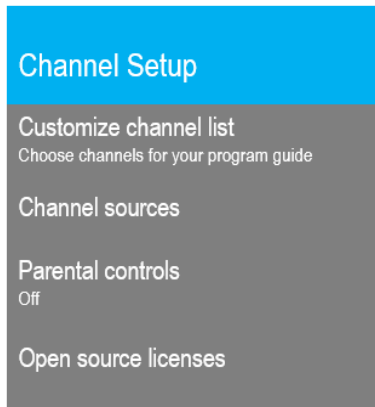 Channel Setup
Customize channel list
Choose channels for your program guide
Channel sources
Parental controls
Off
Open source licenses